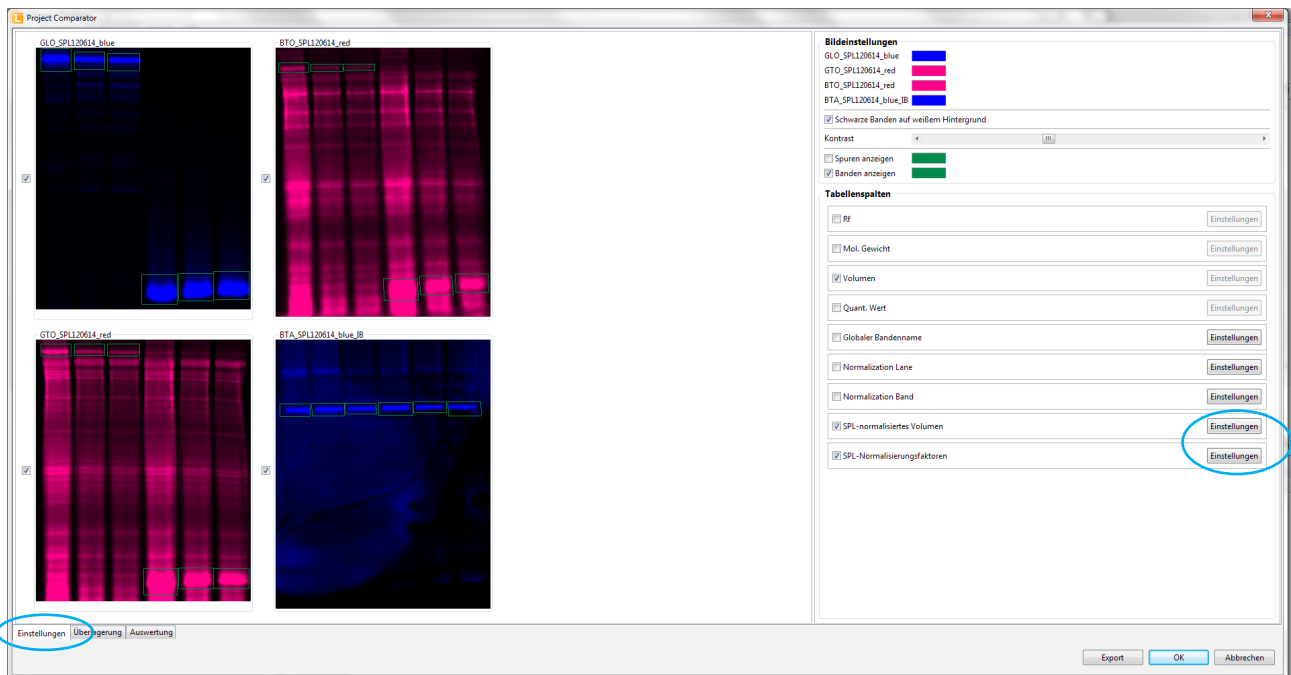 Project Comparator
GLO_SPL120614_blue
BTO_SPL120614_red
GTO_SPL120614_red
BTA_SPL120614_blue_IB
Bildeinstellungen
GLO_SPL120614_blue
GTO_SPL120614_red
BTO_SPL120614_red
BTA_SPL120614_blue_IB
Schwarze Banden auf weißem Hintergrund
Kontrast
Spuren anzeigen
Banden anzeigen
Tabellenspalten
Rf Einstellungen
Mol. Gewicht Einstellungen
Volumen Einstellungen
Quant. Wert Einstellungen
Globaler Bandenname Einstellungen
Normalization Lane Einstellungen
Normalization Band Einstellungen
SPL-normalisiertes Volumen Einstellungen
SPL-Normalisierungsfaktoren Einstellungen
Einstellungen Überlagerung Auswertung
Export OK Abbrechen